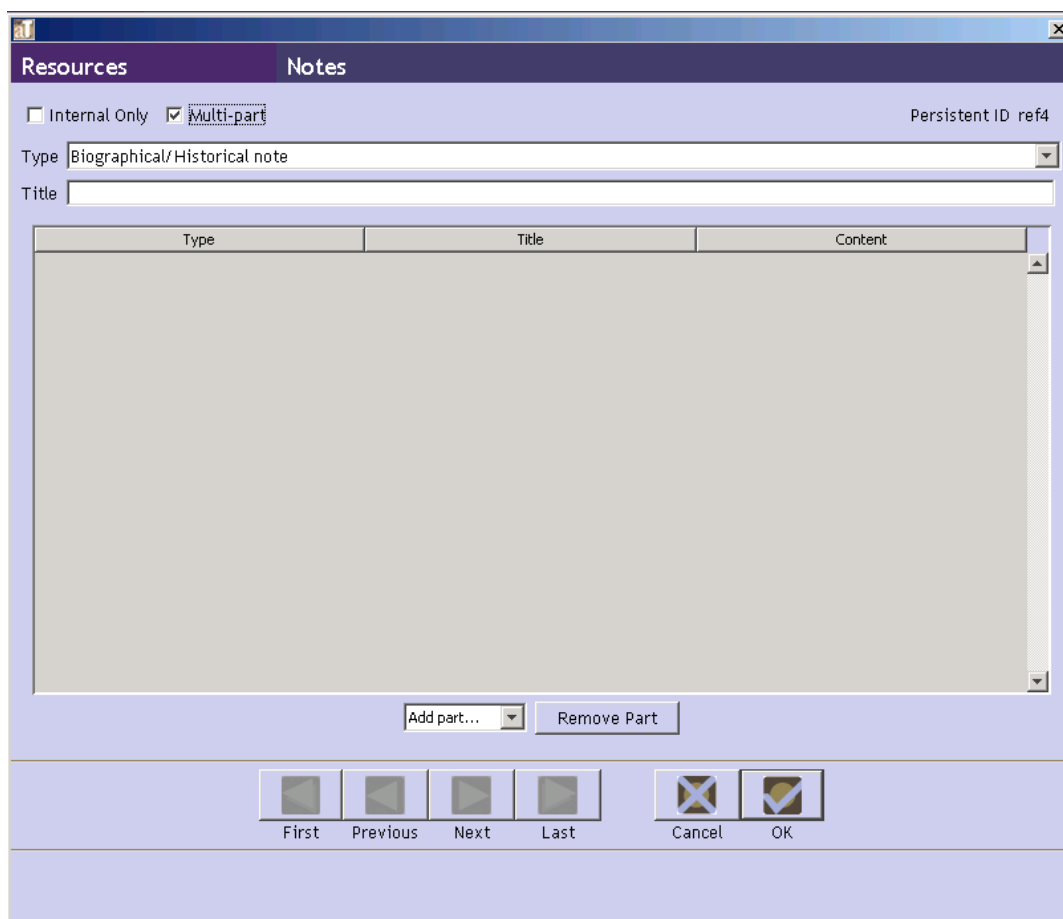 aT
Resources Notes
Internal Only Multi-part Persistent ID ref4
Type Biographical/Historical note
Title
Type Title Content
Add part... Remove Part
First Previous Next Last Cancel OK